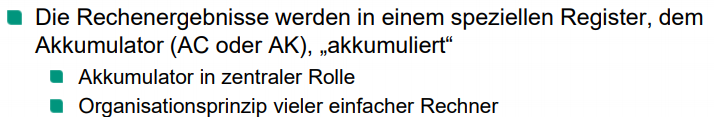 Die Rechenergebnisse werden in einem speziellen Register, dem
Akkumulator (AC oder AK), „akkumuliert“
Akkumulator in zentraler Rolle
Organisationsprinzip vieler einfacher Rechner